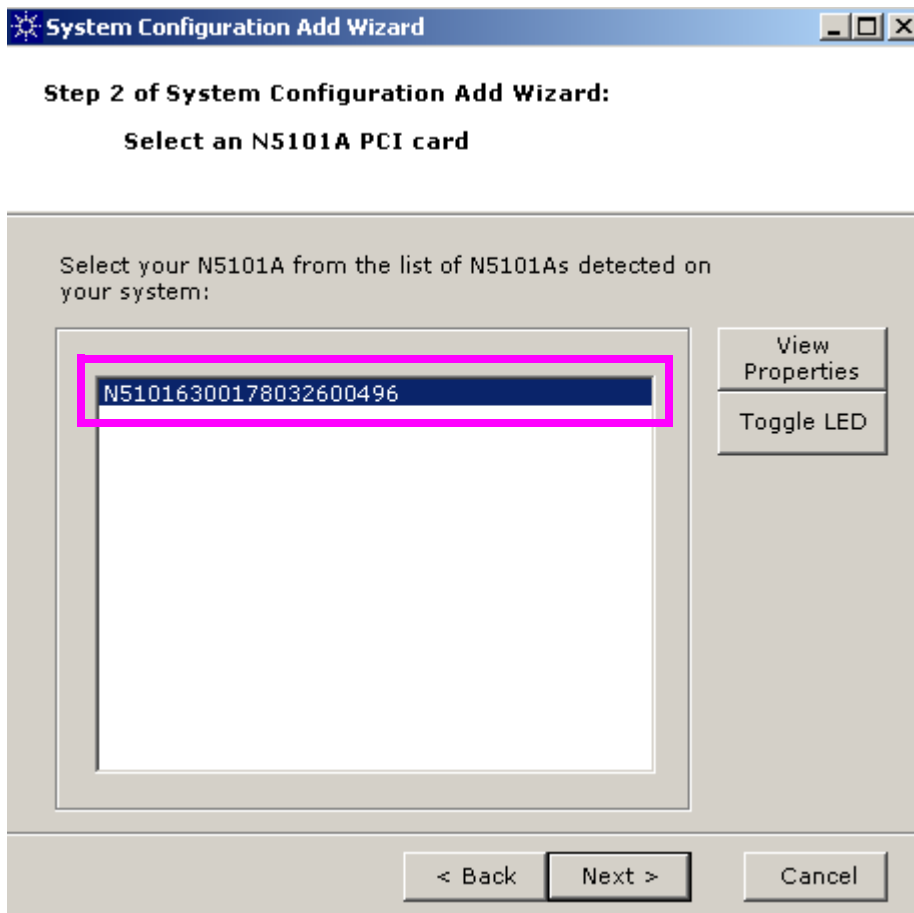 System Configuration Add Wizard
Step 2 of System Configuration Add Wizard:
Select an N5101A PCI card
Select your N5101A from the list of N5101As detected on
your system:
N51016300178032600496
View
Properties
Toggle LED
< Back
Next >
Cancel